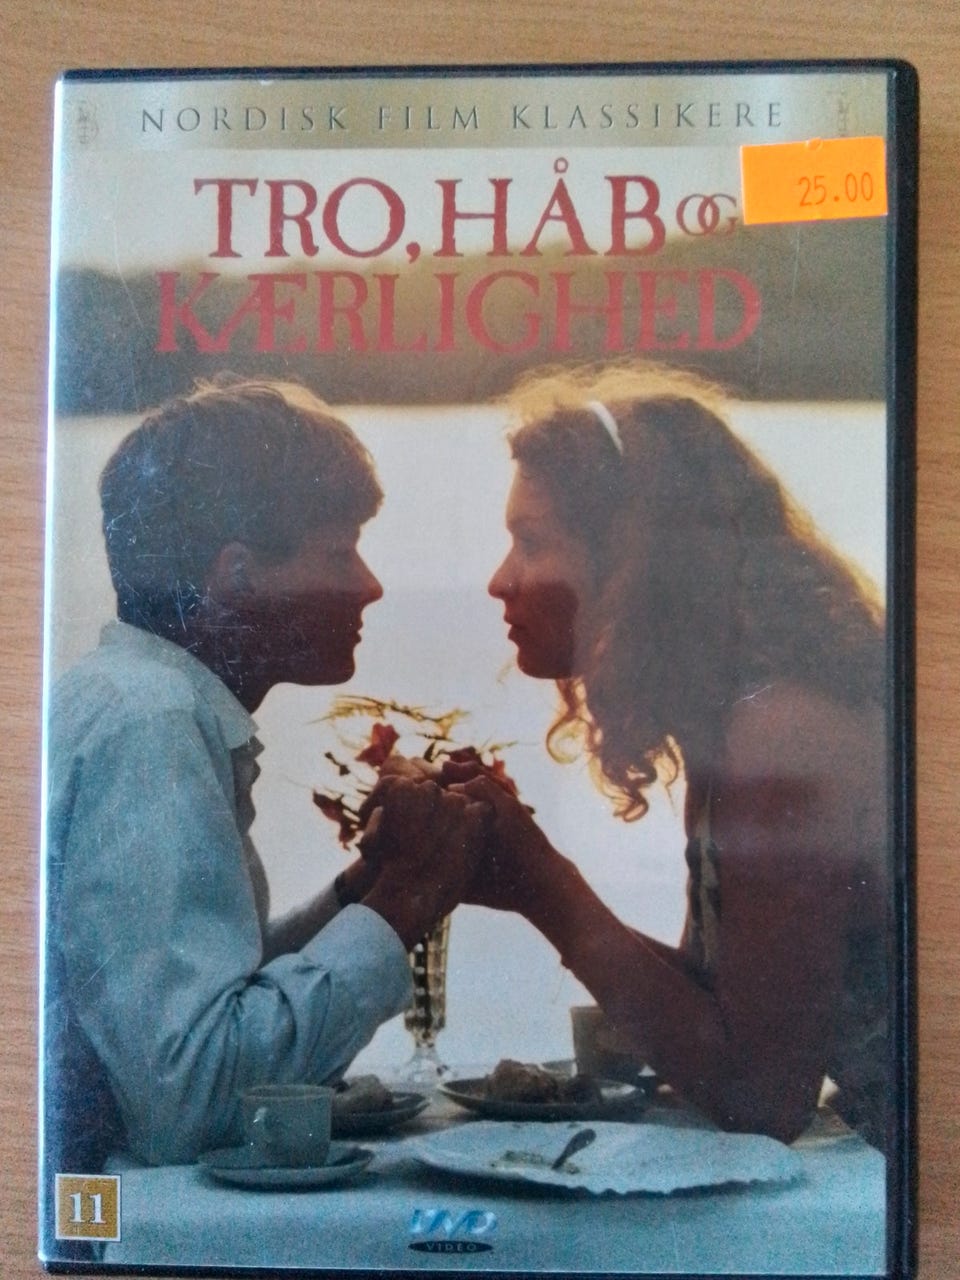 NORDISK FILM KLASSIKERE
25.00
TRO, HÅB OG
KÆRLIGHED
11
DVD
VIDEO